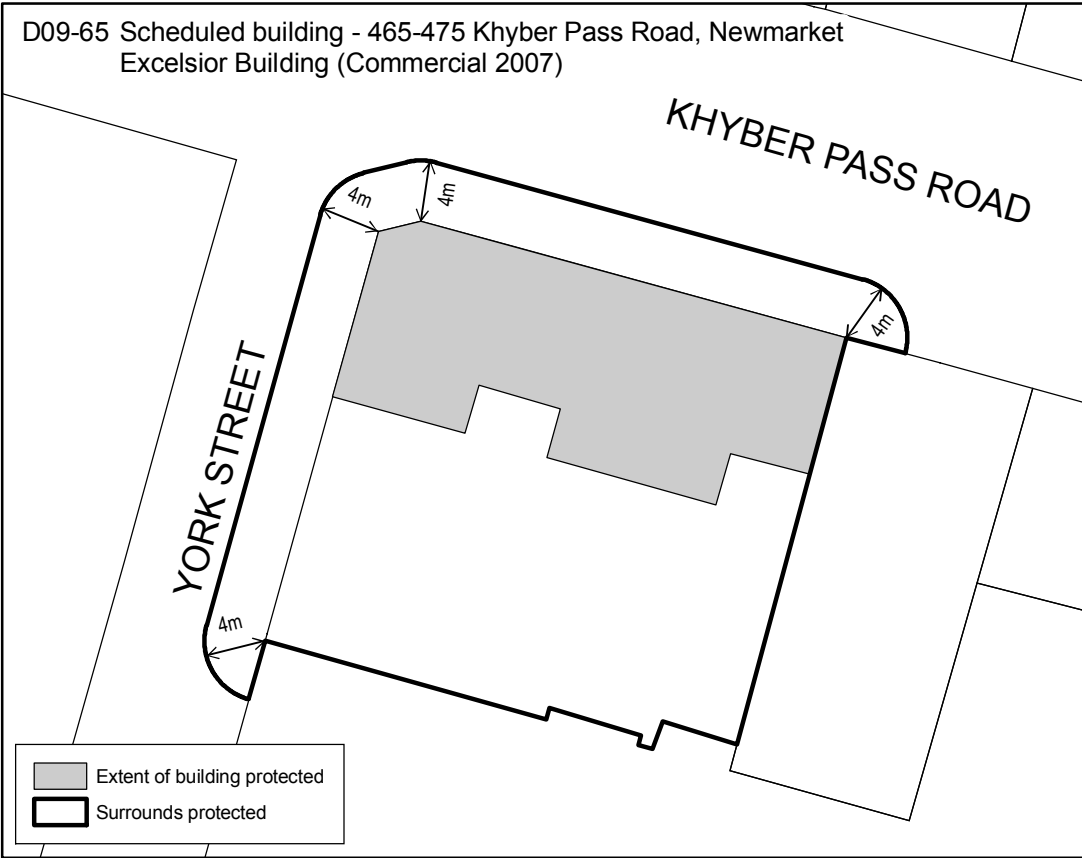 D09-65 Scheduled building - 465-475 Khyber Pass Road, Newmarket
Excelsior Building (Commercial 2007)
KHYBER PASS ROAD
4m
4m
4m
YORK STREET
4m
Extent of building protected
Surrounds protected